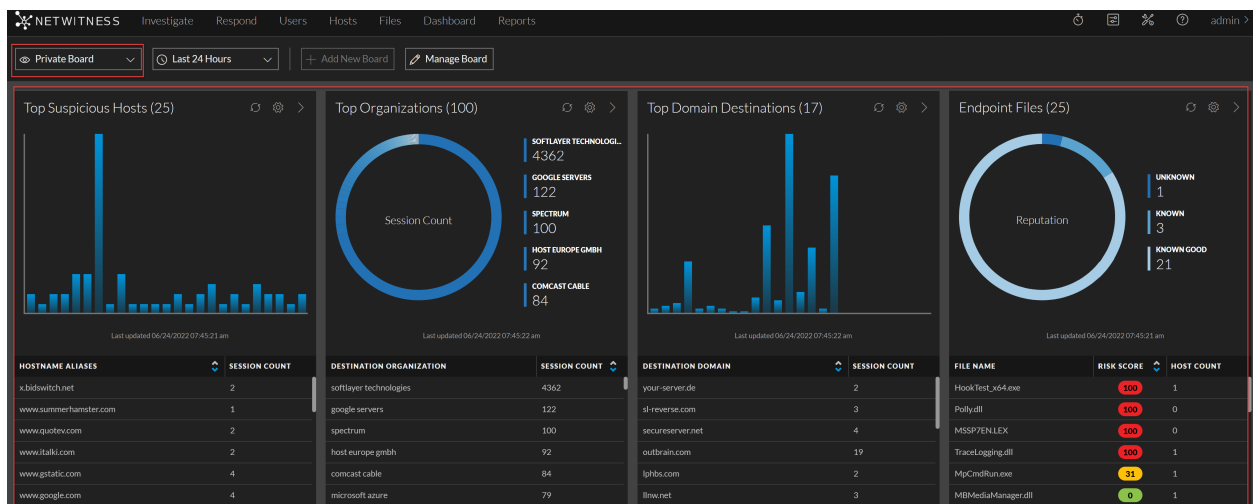 NETWITNESS Investigate Respond Users Hosts Files Dashboard Reports admin
Private Board Last 24 Hours + Add New Board Manage Board
Top Suspicious Hosts (25)
Last updated 06/24/2022 07:45:21 am
HOSTNAME ALIASES SESSION COUNT
x.bidswitch.net 2
www.summerhamster.com 1
www.quotev.com 2
www.italki.com 2
www.gstatic.com 4
www.google.com 4
Top Organizations (100)
Session Count
SOFTLAYER TECHNOLOGI...
4362
GOOGLE SERVERS
122
SPECTRUM
100
HOST EUROPE GMBH
92
COMCAST CABLE
84
Last updated 06/24/2022 07:45:22 am
DESTINATION ORGANIZATION SESSION COUNT
softlayer technologies 4362
google servers 122
spectrum 100
host europe gmbh 92
comcast cable 84
microsoft azure 79
Top Domain Destinations (17)
Last updated 06/24/2022 07:45:22 am
DESTINATION DOMAIN SESSION COUNT
your-server.de 2
sl-reverse.com 3
secureserver.net 4
outbrain.com 19
lphbs.com 2
llnw.net 3
Endpoint Files (25)
Reputation
UNKNOWN
1
KNOWN
3
KNOWN GOOD
21
Last updated 06/24/2022 07:45:21 am
FILE NAME RISK SCORE HOST COUNT
HookTest_x64.exe 100 1
Polly.dll 100 0
MSSP7EN.LEX 100 0
TraceLogging.dll 100 1
MpCmdRun.exe 31 1
MBMediaManager.dll 0 1